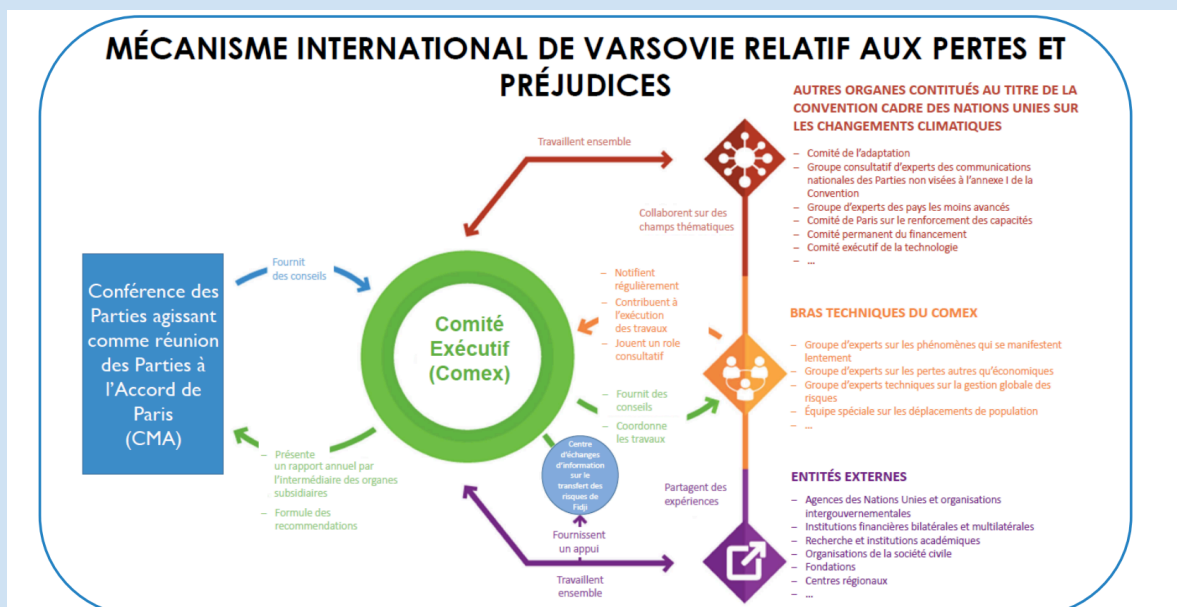 MÉCANISME INTERNATIONAL DE VARSOVIE RELATIF AUX PERTES ET
PRÉJUDICES
AUTRES ORGANES CONTITUÉS AU TITRE DE LA
CONVENTION CADRE DES NATIONS UNIES SUR
LES CHANGEMENTS CLIMATIQUES
– Comité de l'adaptation
– Groupe consultatif d'experts des communications
nationales des Parties non visées à l'annexe I de la
Convention
– Groupe d'experts des pays les moins avancés
– Comité de Paris sur le renforcement des capacités
– Comité permanent du financement
– Comité exécutif de la technologie
– ...
Travaillent ensemble
Collaborent sur des
champs thématiques
Fournit
des conseils
Conférence des
Parties agissant
comme réunion
des Parties à
l'Accord de
Paris
(CMA)
Comité
Exécutif
(Comex)
– Notifient
régulièrement
– Contribuent à
l'exécution
des travaux
– Jouent un role
consultatif
BRAS TECHNIQUES DU COMEX
– Groupe d'experts sur les phénomènes qui se manifestent
lentement
– Groupe d'experts sur les pertes autres qu'économiques
– Groupe d'experts techniques sur la gestion globale des
risques
– Équipe spéciale sur les déplacements de population
– ...
– Fournit des
conseils
– Coordonne
les travaux
– Présente
un rapport annuel par
l'intermédiaire des organes
subsidiaires
– Formule des
recommendations
Centre
d'échanges
d'information
sur le
transfert des
risques de
Fidji
Partagent des
expériences
Fournissent
un appui
Travaillent
ensemble
ENTITÉS EXTERNES
– Agences des Nations Unies et organisations
intergouvernementales
– Institutions financières bilatérales et multilatérales
– Recherche et institutions académiques
– Organisations de la société civile
– Fondations
– Centres régionaux
– ...